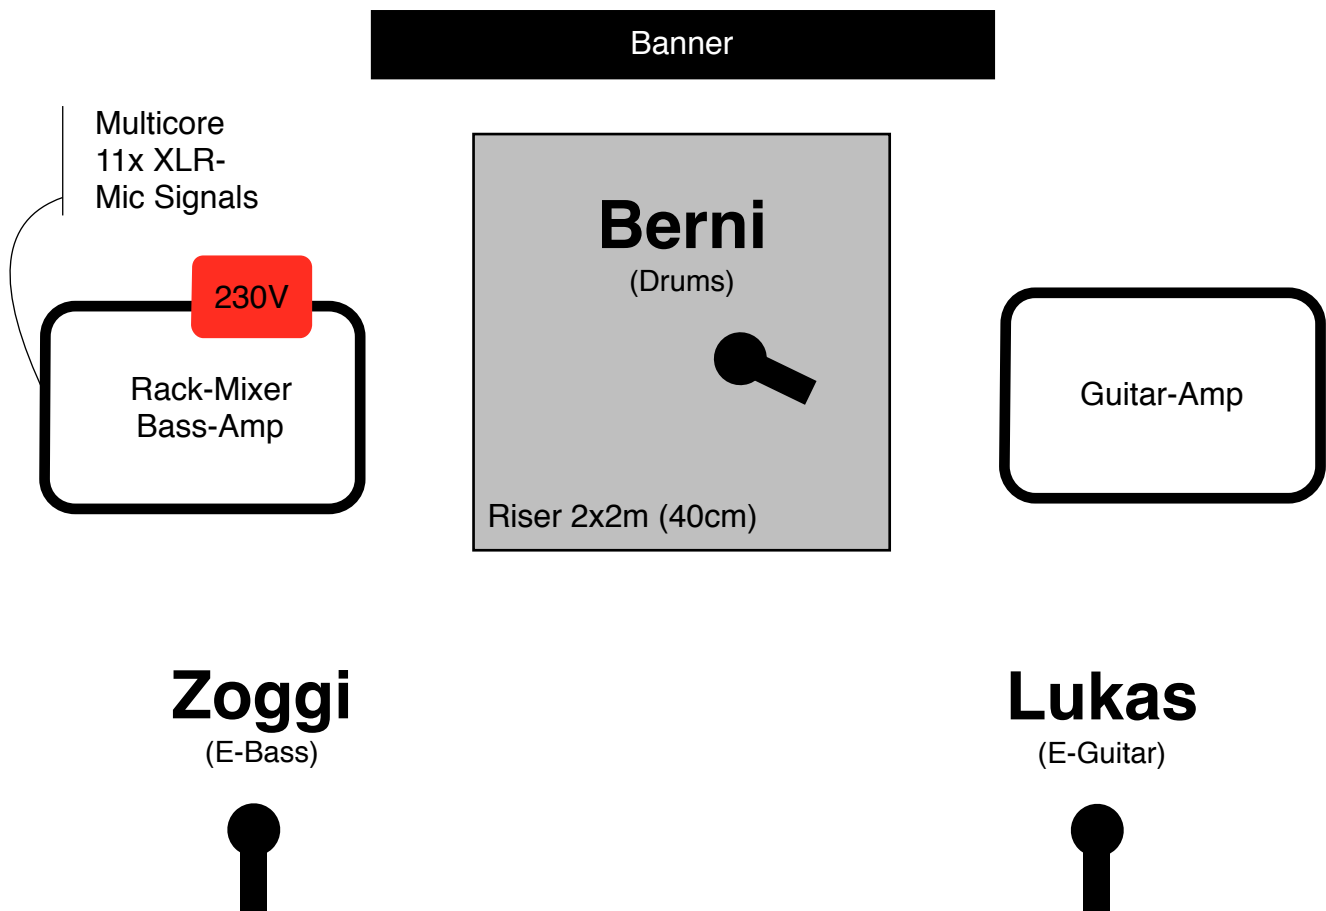 Banner
Multicore
11x XLR-
Mic Signals
Berni
(Drums)
230V
Rack-Mixer
Bass-Amp
Guitar-Amp
Riser 2x2m (40cm)
Zoggi
(E-Bass)
Lukas
(E-Guitar)